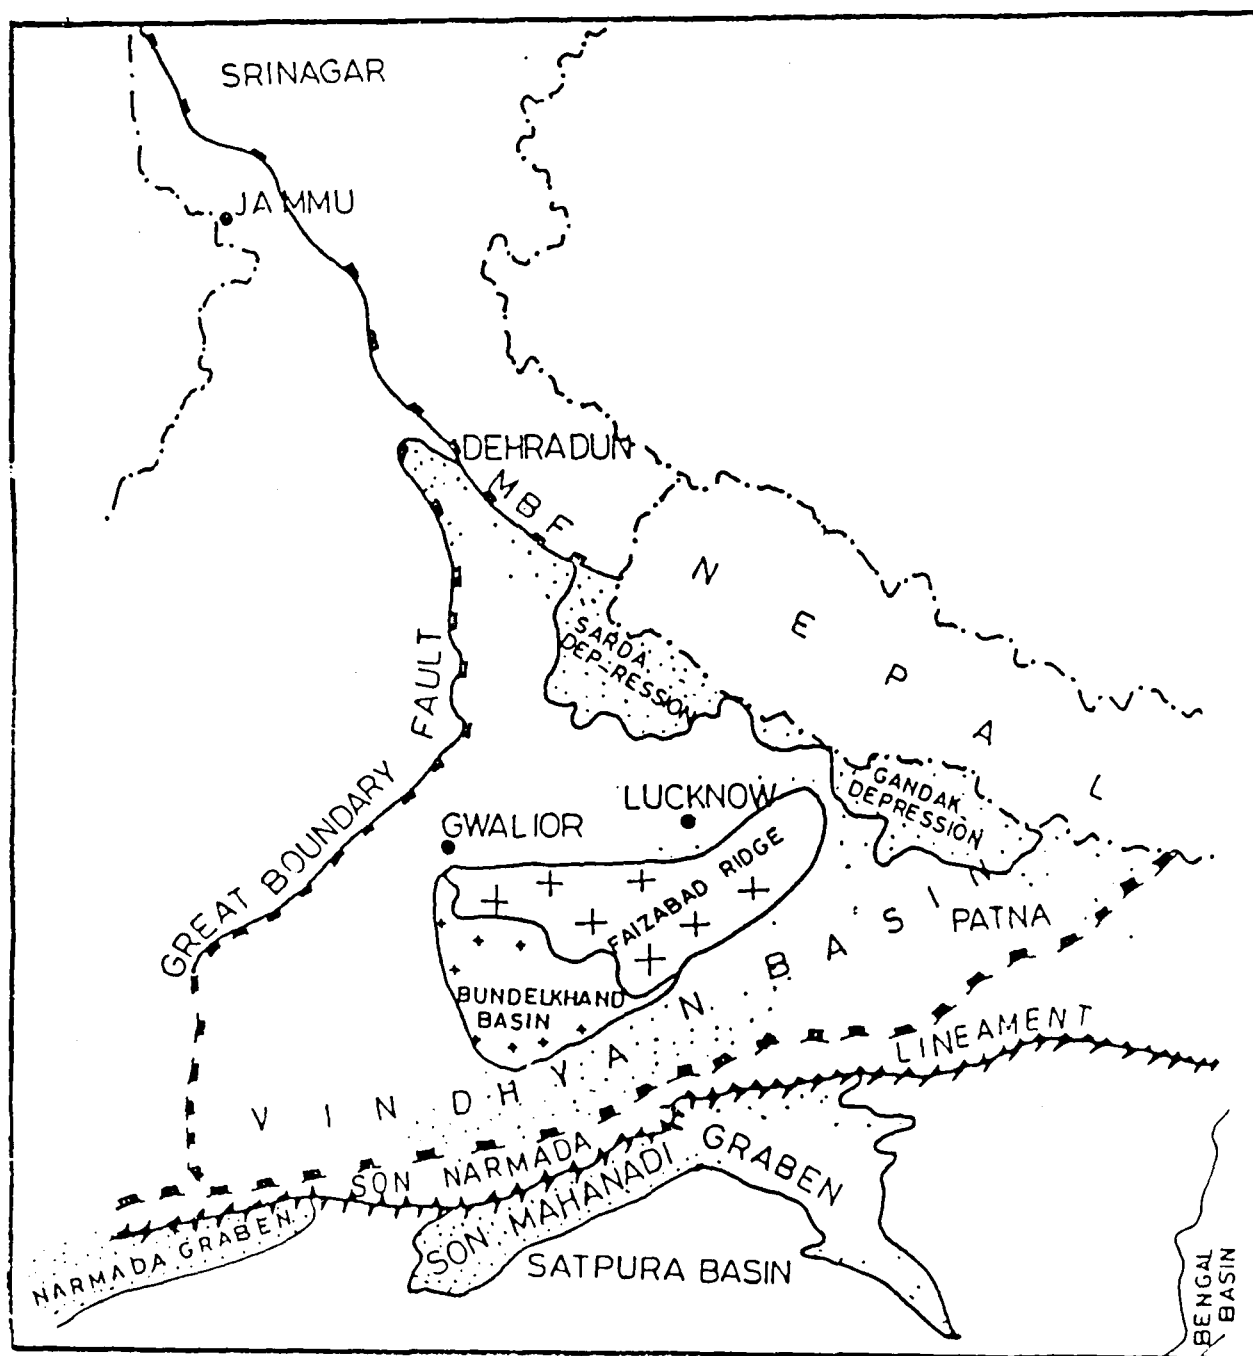 SRINAGAR
JAMMU
DEHRADUN
MBF
NEPAL
SARDA
DEP-RESSION
GREAT BOUNDARY FAULT
LUCKNOW
GANDAK
DEPRESSION
GWALIOR
FAIZABAD RIDGE
PATNA
BUNDELKHAND
BASIN
VINDHYAN BASIN
LINEAMENT
SON NARMADA
SON MAHANADI GRABEN
NARMADA GRABEN
SATPURA BASIN
BENGAL
BASIN